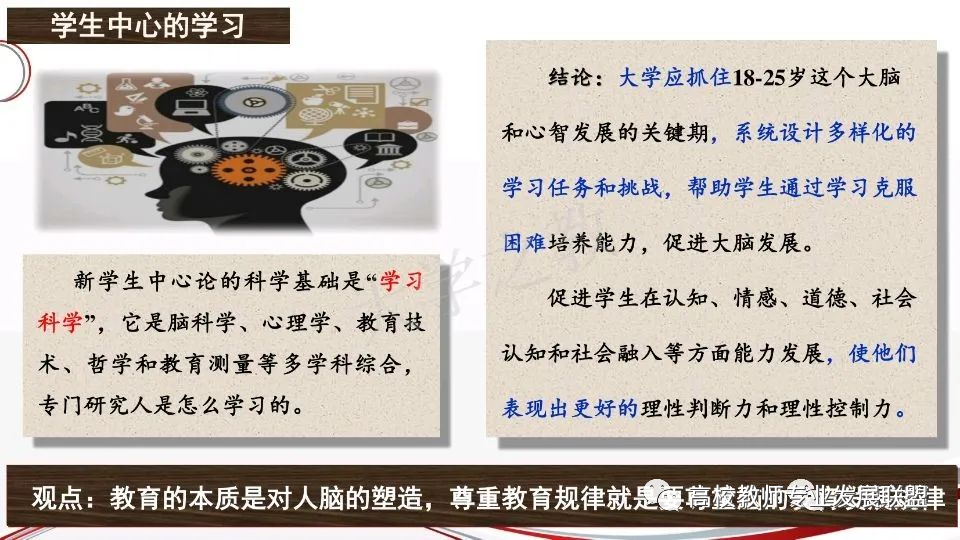 学生中心的学习
ABC
新学生中心论的科学基础是“学习
科学”，它是脑科学、心理学、教育技
术、哲学和教育测量等多学科综合，
专门研究人是怎么学习的。
结论：大学应抓住18-25岁这个大脑
和心智发展的关键期，系统设计多样化的
学习任务和挑战，帮助学生通过学习克服
困难培养能力，促进大脑发展。
促进学生在认知、情感、道德、社会
认知和社会融入等方面能力发展，使他们
表现出更好的理性判断力和理性控制力。
观点：教育的本质是对人脑的塑造，尊重教育规律就是要尊重
高校教师专业发展联盟
律